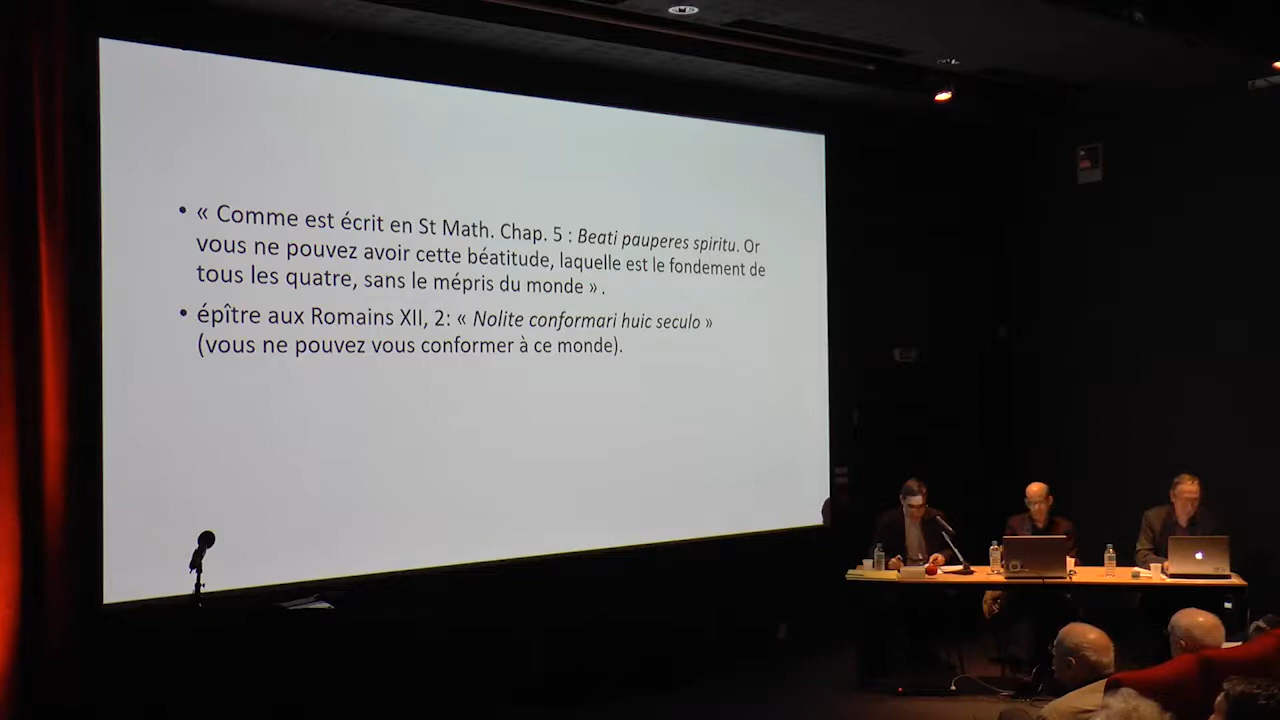 • « Comme est écrit en St Math. Chap. 5 : Beati pauperes spiritu. Or
vous ne pouvez avoir cette béatitude, laquelle est le fondement de
tous les quatre, sans le mépris du monde » .
• épître aux Romains XII, 2: « Nolite conformari huic seculo »
(vous ne pouvez vous conformer à ce monde).